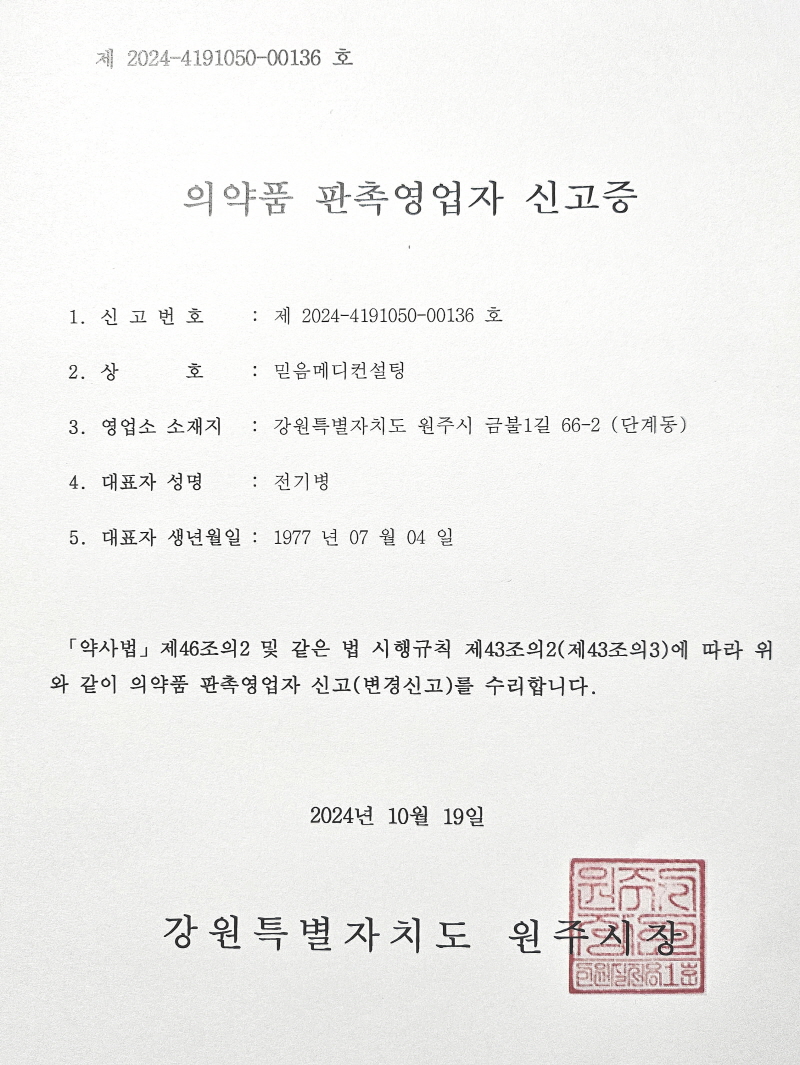 제 2024-4191050-00136 호
의약품 판촉영업자 신고증
1. 신 고 번 호 : 제 2024-4191050-00136 호
2. 상 호 : 믿음메디컨설팅
3. 영업소 소재지 : 강원특별자치도 원주시 금불1길 66-2 (단계동)
4. 대표자 성명 : 전기병
5. 대표자 생년월일 : 1977 년 07 월 04 일
「약사법」제46조의2 및 같은 법 시행규칙 제43조의2(제43조의3)에 따라 위
와 같이 의약품 판촉영업자 신고(변경신고)를 수리합니다.
2024년 10월 19일
강원특별자치도 원주시장